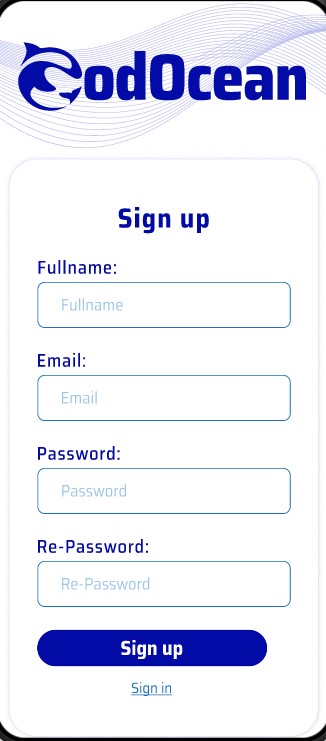 CodOcean
Sign up
Fullname:
Fullname
Email:
Email
Password:
Password
Re-Password:
Re-Password
Sign up
Sign in